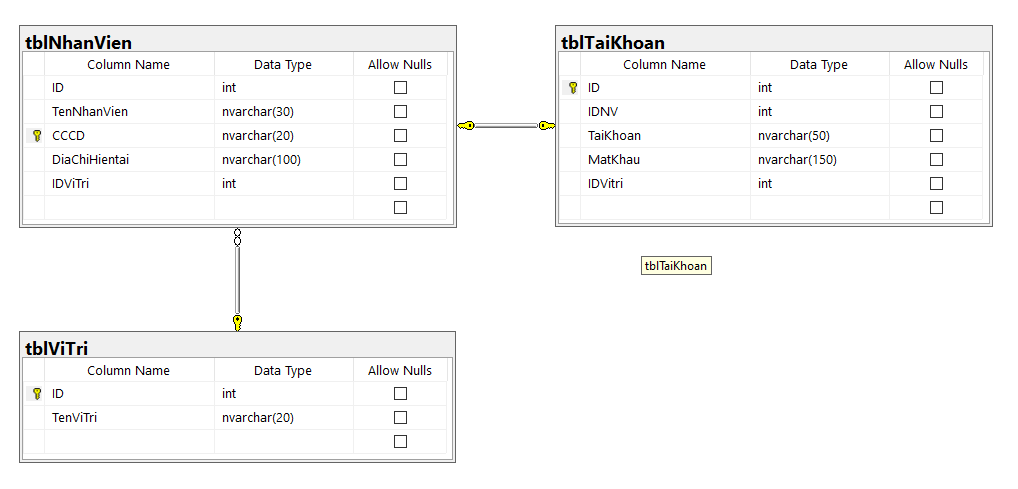 tblNhanVien
Column Name Data Type Allow Nulls
ID int
TenNhanVien nvarchar(30)
CCCD nvarchar(20)
DiaChiHientai nvarchar(100)
IDViTri int
tblTaiKhoan
Column Name Data Type Allow Nulls
ID int
IDNV int
TaiKhoan nvarchar(50)
MatKhau nvarchar(150)
IDVitri int
tblTaiKhoan
tblViTri
Column Name Data Type Allow Nulls
ID int
TenViTri nvarchar(20)